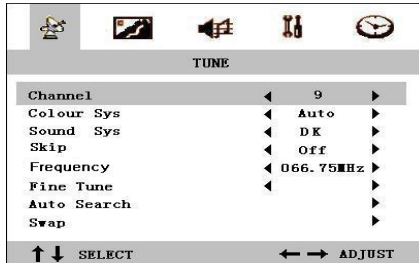 TUNE
Channel 9
Colour Sys Auto
Sound Sys DK
Skip Off
Frequency 066.75MHz
Fine Tune
Auto Search
Swap
SELECT ADJUST